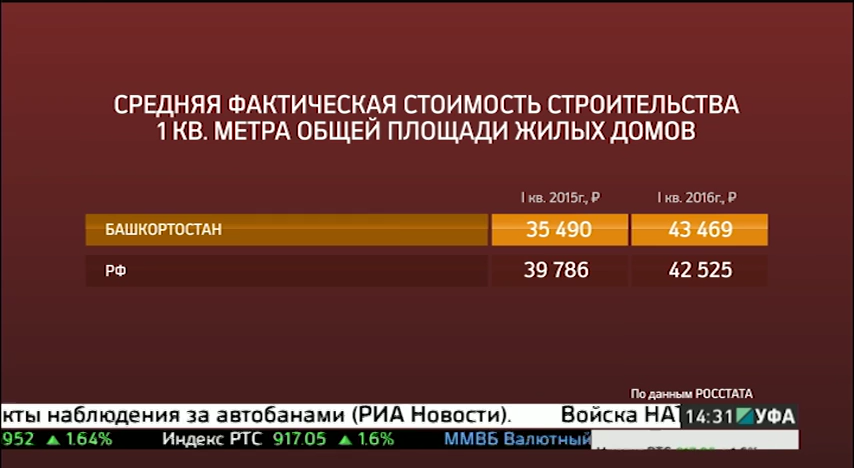 СРЕДНЯЯ ФАКТИЧЕСКАЯ СТОИМОСТЬ СТРОИТЕЛЬСТВА
1 КВ. МЕТРА ОБЩЕЙ ПЛОЩАДИ ЖИЛЫХ ДОМОВ
I кв. 2015г., ₽ I кв. 2016г., ₽
БАШКОРТОСТАН 35 490 43 469
РФ 39 786 42 525
По данным РОССТАТА
кты наблюдения за автобанами (РИА Новости). Войска НАТ 14:31 УФА
952 ▲ 1.64% Индекс РТС 917.05 ▲ 1.6% ММВБ Валютный